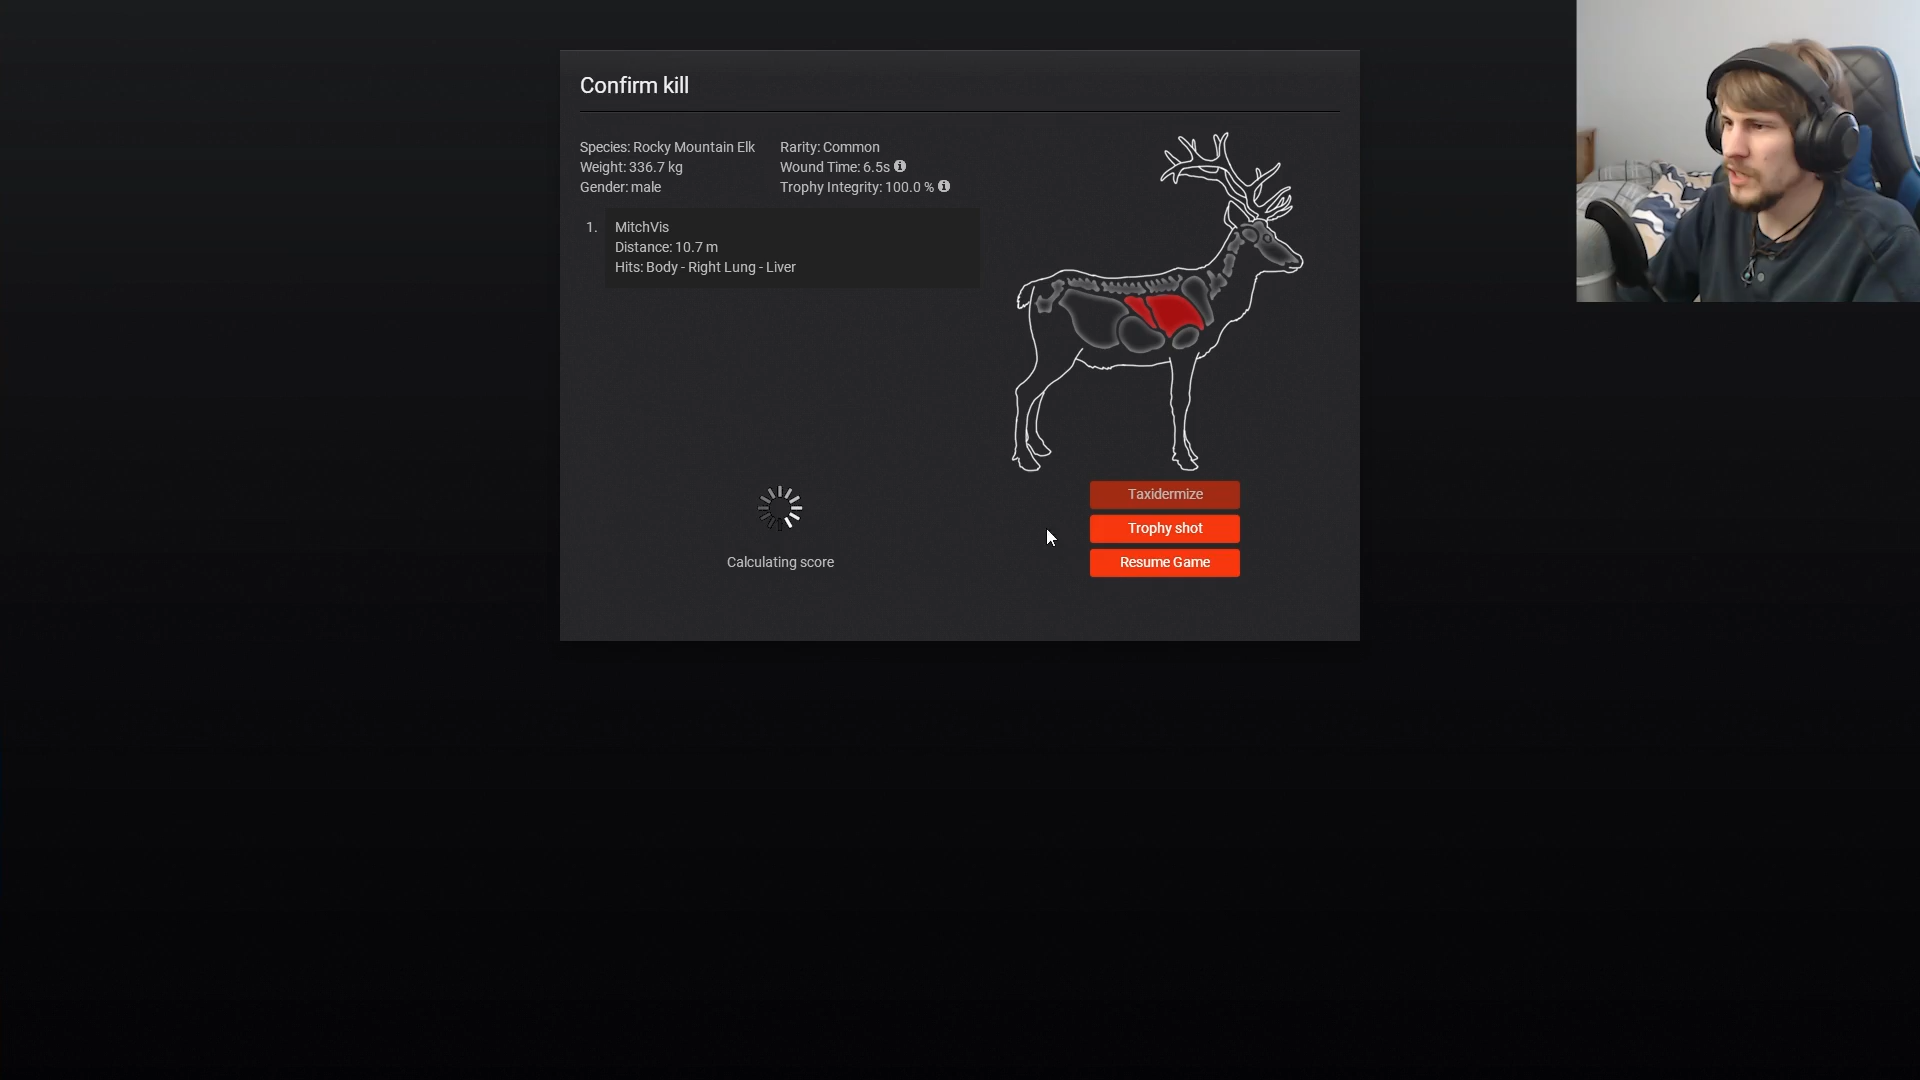 Confirm kill
Species: Rocky Mountain Elk
Weight: 336.7 kg
Gender: male
Rarity: Common
Wound Time: 6.5s
Trophy Integrity: 100.0 %
1.
MitchVis
Distance: 10.7 m
Hits: Body - Right Lung - Liver
Calculating score
Taxidermize
Trophy shot
Resume Game